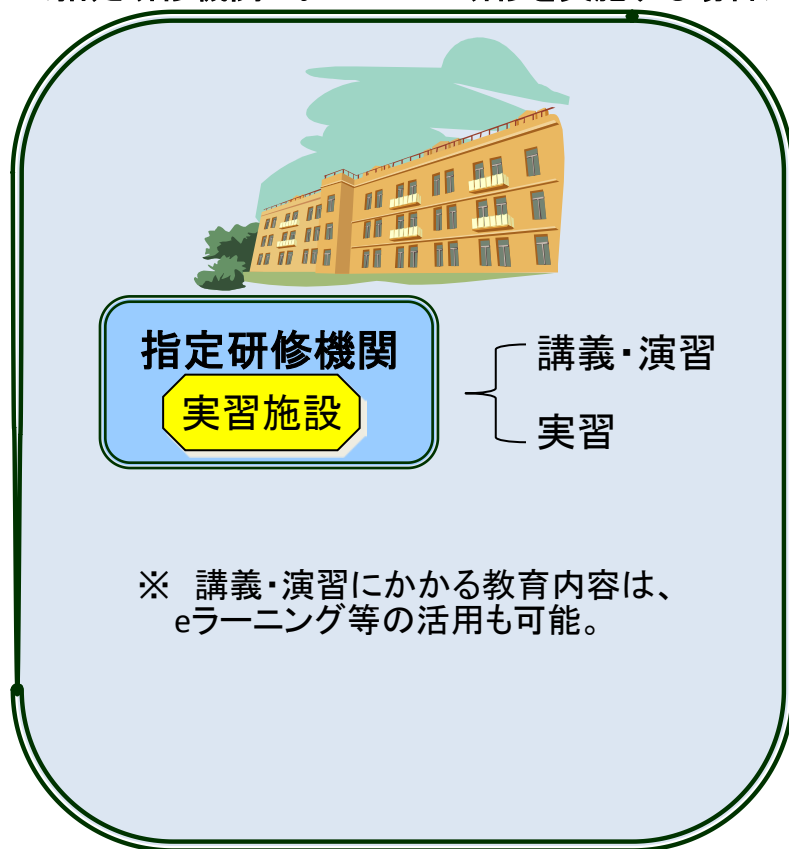 指定研修機関
実習施設
講義・演習
実習
※　講義・演習にかかる教育内容は、
eラーニング等の活用も可能。